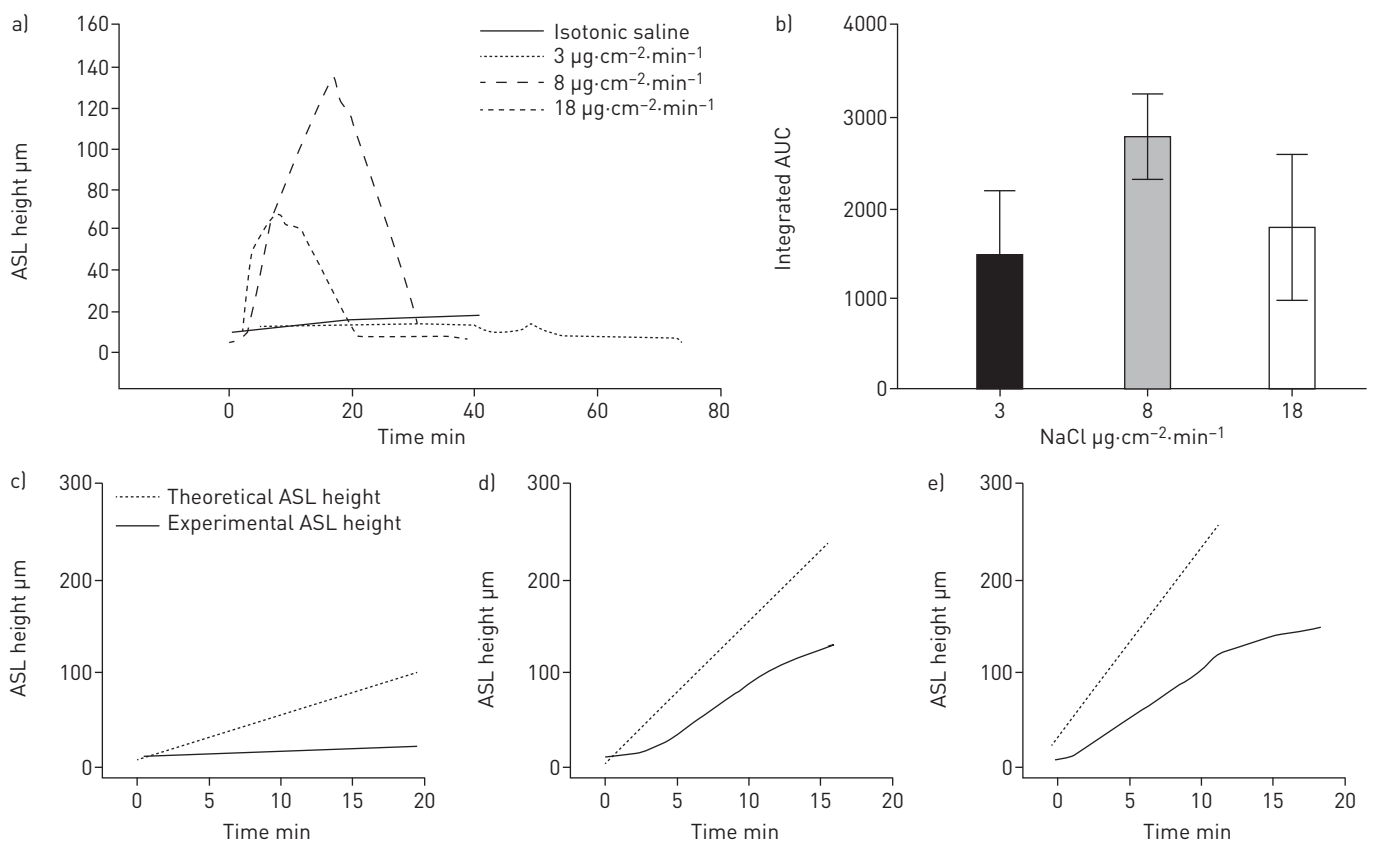 a)
160
140
120
100
80
60
40
20
0
ASL height µm
0 20 40 60 80
Time min
Isotonic saline
3 µg·cm⁻²·min⁻¹
8 µg·cm⁻²·min⁻¹
18 µg·cm⁻²·min⁻¹
b)
4000
3000
2000
1000
0
Integrated AUC
3 8 18
NaCl µg·cm⁻²·min⁻¹
c)
300
200
100
0
ASL height µm
Theoretical ASL height
Experimental ASL height
0 5 10 15 20
Time min
d)
300
200
100
0
ASL height µm
0 5 10 15 20
Time min
e)
300
200
100
0
ASL height µm
0 5 10 15 20
Time min